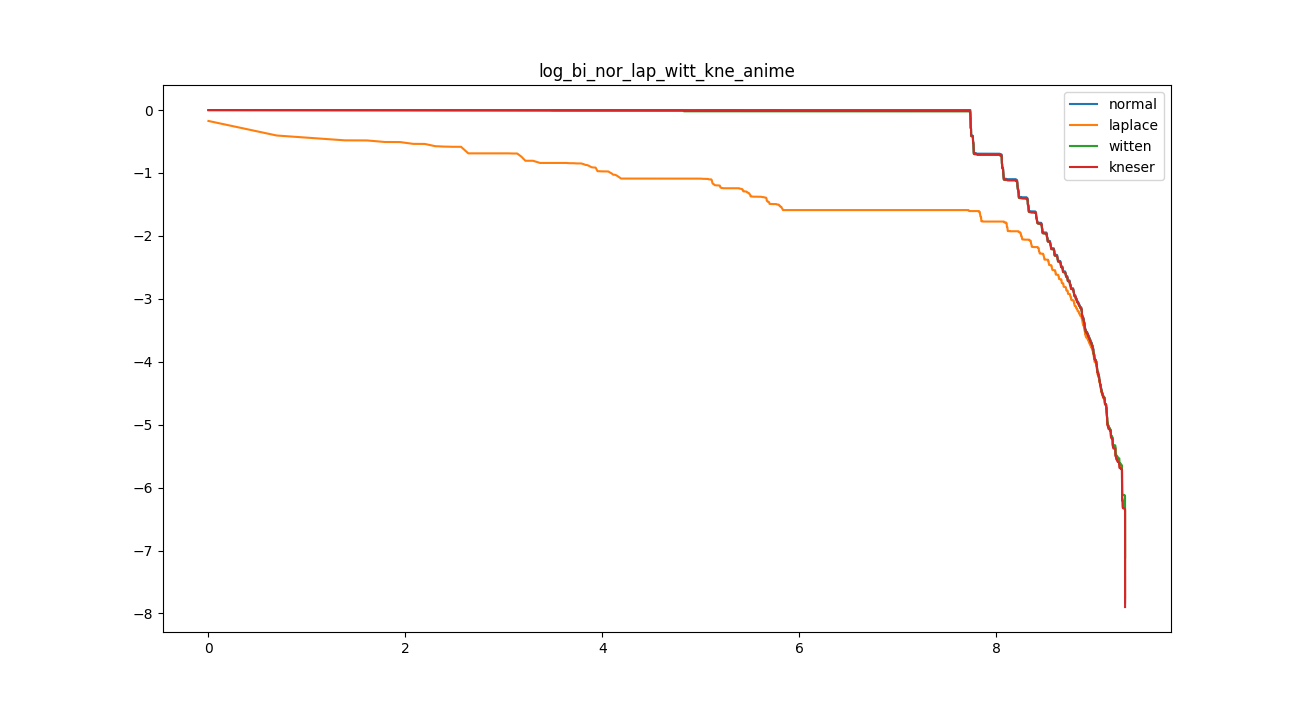 log_bi_nor_lap_witt_kne_anime
normal
laplace
witten
kneser
0
−1
−2
−3
−4
−5
−6
−7
−8
0 2 4 6 8